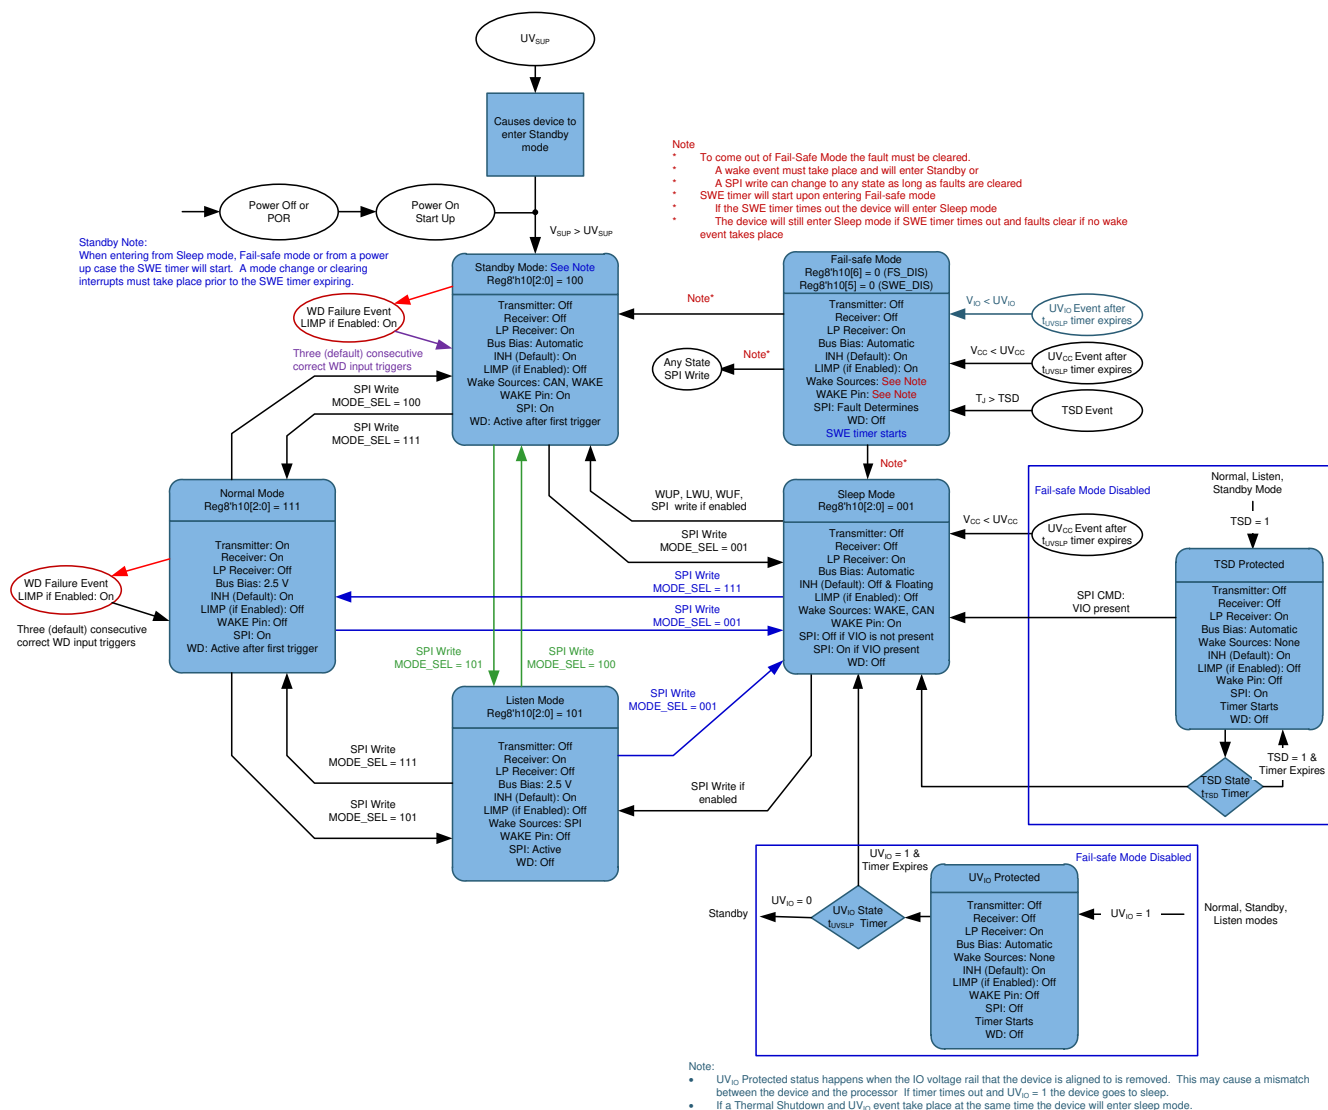 UVSUP
Causes device to
enter Standby
mode
Note
* To come out of Fail-Safe Mode the fault must be cleared.
* A wake event must take place and will enter Standby or
* A SPI write can change to any state as long as faults are cleared
* SWE timer will start upon entering Fail-safe mode
* If the SWE timer times out the device will enter Sleep mode
* The device will still enter Sleep mode if SWE timer times out and faults clear if no wake
event takes place
Power Off or
POR
Power On
Start Up
VSUP > UVSUP
Standby Note:
When entering from Sleep mode, Fail-safe mode or from a power
up case the SWE timer will start. A mode change or clearing
interrupts must take place prior to the SWE timer expiring.
Standby Mode: See Note
Reg8'h10[2:0] = 100
Transmitter: Off
Receiver: Off
LP Receiver: On
Bus Bias: Automatic
INH (Default): On
LIMP (if Enabled): Off
Wake Sources: CAN, WAKE
WAKE Pin: On
SPI: On
WD: Active after first trigger
WD Failure Event
LIMP if Enabled: On
Three (default) consecutive
correct WD input triggers
SPI Write
MODE_SEL = 100
SPI Write
MODE_SEL = 111
Note*
Note*
Any State
SPI Write
Fail-safe Mode
Reg8'h10[6] = 0 (FS_DIS)
Reg8'h10[5] = 0 (SWE_DIS)
Transmitter: Off
Receiver: Off
LP Receiver: On
Bus Bias: Automatic
INH (Default): On
LIMP (if Enabled): On
Wake Sources: See Note
WAKE Pin: See Note
SPI: Fault Determines
WD: Off
SWE timer starts
VIO < UVIO
UVIO Event after
tUVSLP timer expires
VCC < UVCC
UVCC Event after
tUVSLP timer expires
TJ > TSD
TSD Event
Note*
Normal Mode
Reg8'h10[2:0] = 111
Transmitter: On
Receiver: On
LP Receiver: Off
Bus Bias: 2.5 V
INH (Default): On
LIMP (if Enabled): Off
WAKE Pin: Off
SPI: On
WD: Active after first trigger
WD Failure Event
LIMP if Enabled: On
Three (default) consecutive
correct WD input triggers
WUP, LWU, WUF,
SPI write if enabled
SPI Write
MODE_SEL = 001
SPI Write
MODE_SEL = 111
SPI Write
MODE_SEL = 001
SPI Write
MODE_SEL = 101
SPI Write
MODE_SEL = 100
Sleep Mode
Reg8'h10[2:0] = 001
Transmitter: Off
Receiver: Off
LP Receiver: On
Bus Bias: Automatic
INH (Default): Off & Floating
LIMP (if Enabled): Off
Wake Sources: WAKE, CAN
WAKE Pin: On
SPI: Off if VIO is not present
SPI: On if VIO present
WD: Off
Fail-safe Mode Disabled
VCC < UVCC
UVCC Event after
tUVSLP timer expires
Normal, Listen,
Standby Mode
TSD = 1
SPI CMD:
VIO present
TSD Protected
Transmitter: Off
Receiver: Off
LP Receiver: On
Bus Bias: Automatic
Wake Sources: None
INH (Default): On
LIMP (if Enabled): Off
Wake Pin: Off
SPI: On
Timer Starts
WD: Off
TSD State
tTSD Timer
TSD = 1 &
Timer Expires
SPI Write
MODE_SEL = 001
Listen Mode
Reg8'h10[2:0] = 101
Transmitter: Off
Receiver: On
LP Receiver: Off
Bus Bias: 2.5 V
INH (Default): On
LIMP (if Enabled): Off
Wake Sources: SPI
WAKE Pin: Off
SPI: Active
WD: Off
SPI Write
MODE_SEL = 111
SPI Write
MODE_SEL = 101
SPI Write if
enabled
UVIO = 1 &
Timer Expires
Fail-safe Mode Disabled
Standby
UVIO = 0
UVIO State
tUVSLP Timer
UVIO Protected
Transmitter: Off
Receiver: Off
LP Receiver: On
Bus Bias: Automatic
Wake Sources: None
INH (Default): On
LIMP (if Enabled): Off
WAKE Pin: Off
SPI: Off
Timer Starts
WD: Off
UVIO = 1
Normal, Standby,
Listen modes
Note:
• UVIO Protected status happens when the IO voltage rail that the device is aligned to is removed. This may cause a mismatch
between the device and the processor If timer times out and UVIO = 1 the device goes to sleep.
• If a Thermal Shutdown and UVIO event take place at the same time the device will enter sleep mode.